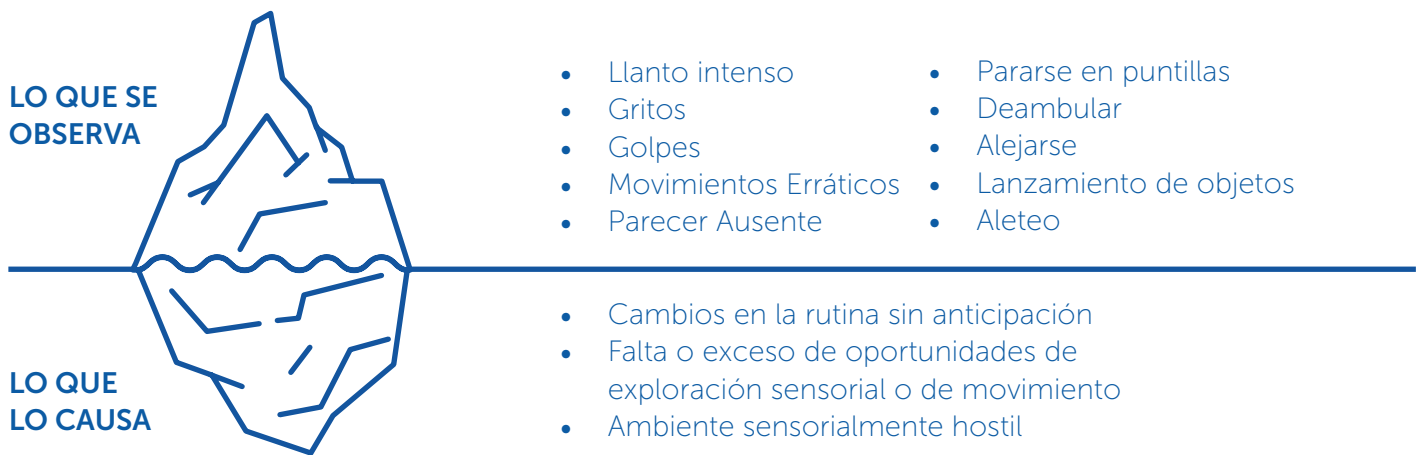 LO QUE SE
OBSERVA
• Llanto intenso
• Gritos
• Golpes
• Movimientos Erráticos
• Parecer Ausente
• Pararse en puntillas
• Deambular
• Alejarse
• Lanzamiento de objetos
• Aleteo
LO QUE
LO CAUSA
• Cambios en la rutina sin anticipación
• Falta o exceso de oportunidades de
exploración sensorial o de movimiento
• Ambiente sensorialmente hostil